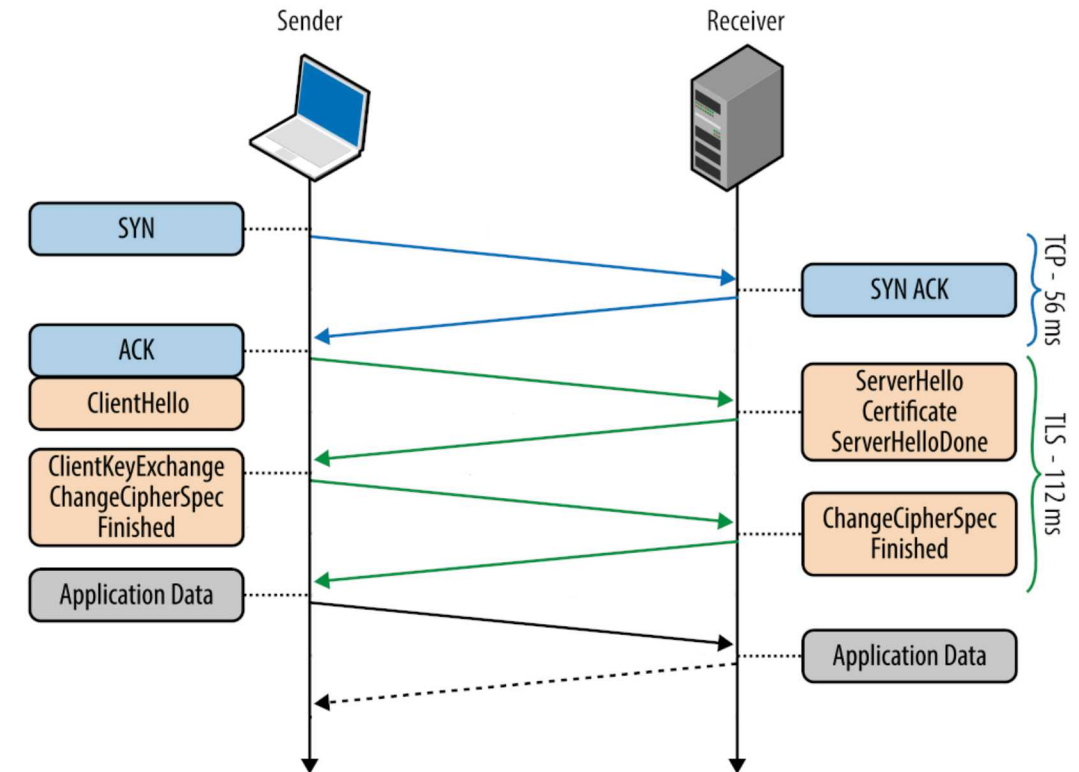 Sender
Receiver
SYN
SYN ACK
TCP - 56 ms
ACK
ClientHello
ServerHello
Certificate
ServerHelloDone
TLS - 112 ms
ClientKeyExchange
ChangeCipherSpec
Finished
ChangeCipherSpec
Finished
Application Data
Application Data